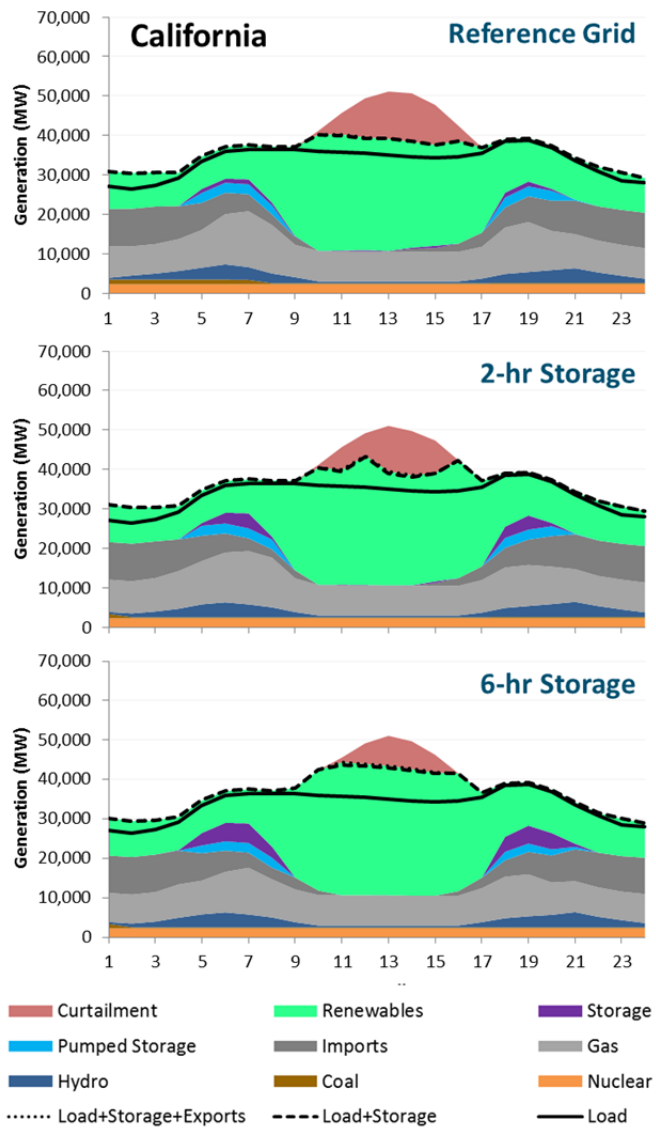 California
Reference Grid
Generation (MW)
70,000
60,000
50,000
40,000
30,000
20,000
10,000
0
1 3 5 7 9 11 13 15 17 19 21 23
2-hr Storage
Generation (MW)
70,000
60,000
50,000
40,000
30,000
20,000
10,000
0
1 3 5 7 9 11 13 15 17 19 21 23
6-hr Storage
Generation (MW)
70,000
60,000
50,000
40,000
30,000
20,000
10,000
0
1 3 5 7 9 11 13 15 17 19 21 23
Curtailment Renewables Storage
Pumped Storage Imports Gas
Hydro Coal Nuclear
Load+Storage+Exports Load+Storage Load